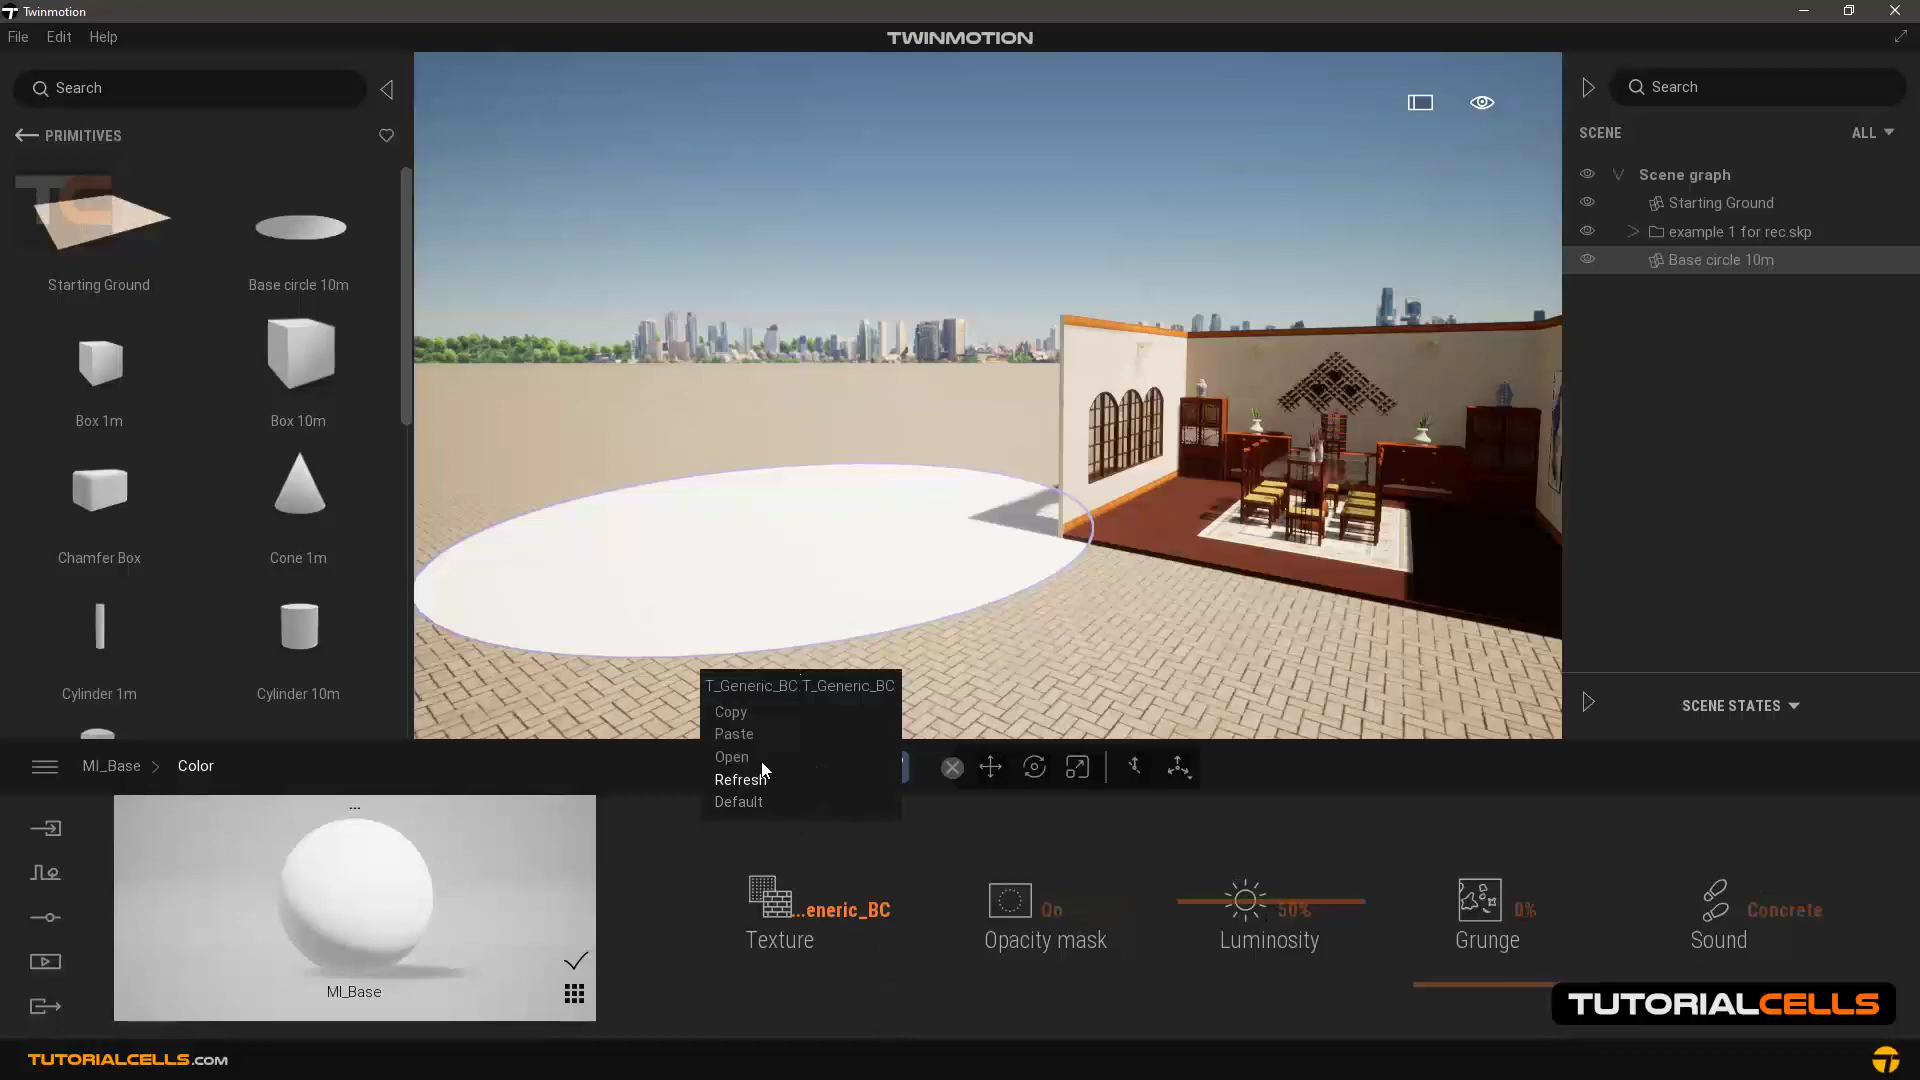 Twinmotion
File Edit Help
TWINMOTION
Search
PRIMITIVES
TC
Starting Ground
Base circle 10m
Box 1m
Box 10m
Chamfer Box
Cone 1m
Cylinder 1m
Cylinder 10m
Search
SCENE
ALL
Scene graph
Starting Ground
example 1 for rec.skp
Base circle 10m
SCENE STATES
T_Generic_BC.T_Generic_BC
Copy
Paste
Open
Refresh
Default
MI_Base
Color
...
MI_Base
...eneric_BC
Texture
Opacity mask
50%
Luminosity
0%
Grunge
Concrete
Sound
TUTORIALCELLS
TUTORIALCELLS.COM